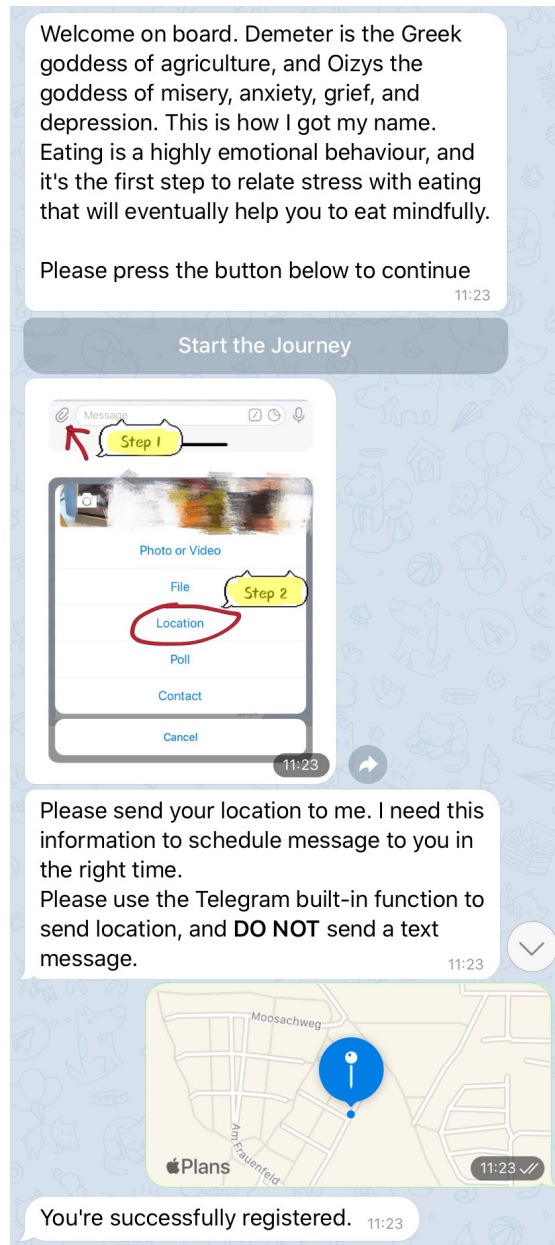 Welcome on board. Demeter is the Greek
goddess of agriculture, and Oizys the
goddess of misery, anxiety, grief, and
depression. This is how I got my name.
Eating is a highly emotional behaviour, and
it's the first step to relate stress with eating
that will eventually help you to eat mindfully.
Please press the button below to continue
11:23
Start the Journey
Message
Step 1
Photo or Video
File
Step 2
Location
Poll
Contact
Cancel
11:23
Please send your location to me. I need this
information to schedule message to you in
the right time.
Please use the Telegram built-in function to
send location, and DO NOT send a text
message.
11:23
Moosachweg
Am Frauenfeld
Plans
11:23
You're successfully registered.
11:23